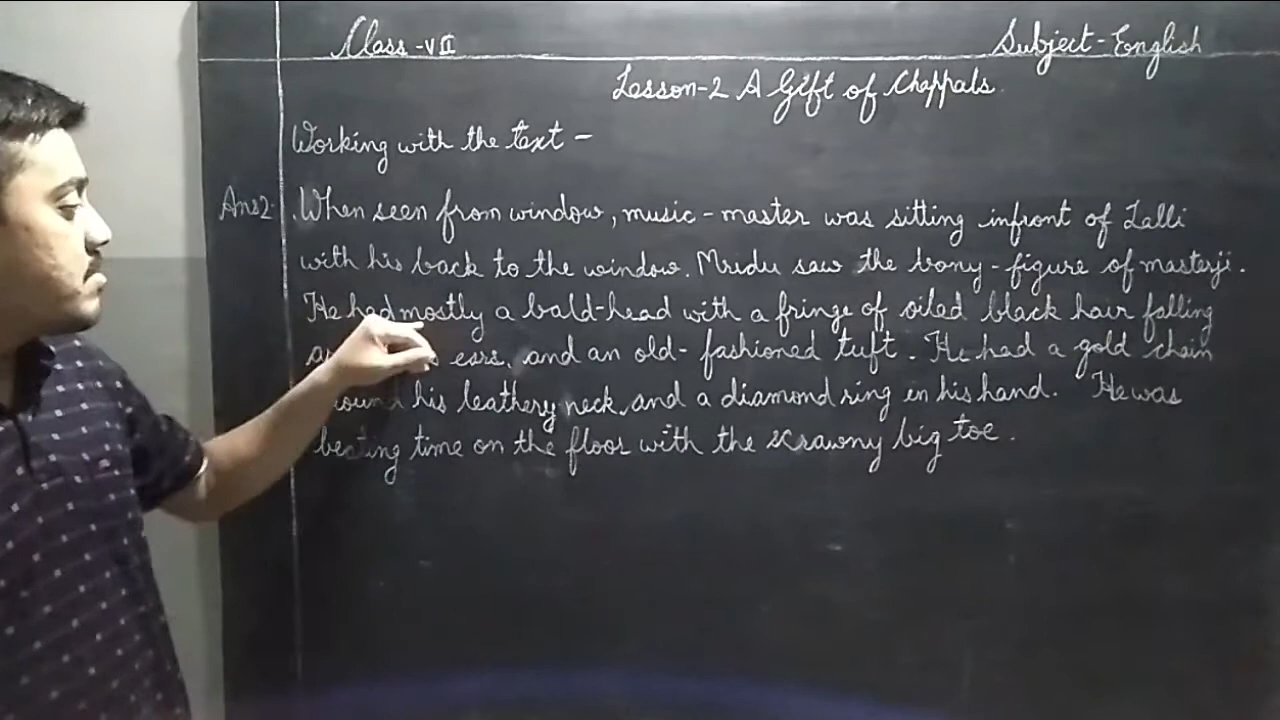 Class - VII
Subject - English
Lesson-2 A Gift of Chappals
Working with the text -
Ans2. When seen from window, music - master was sitting infront of Lalli
with his back to the window. Mridu saw the bony - figure of masterji.
He had mostly a bald-head with a fringe of oiled black hair falling
ears, and an old - fashioned tuft. He had a gold chain
his leathery neck, and a diamond ring in his hand. He was
beating time on the floor with the scrawny big toe.